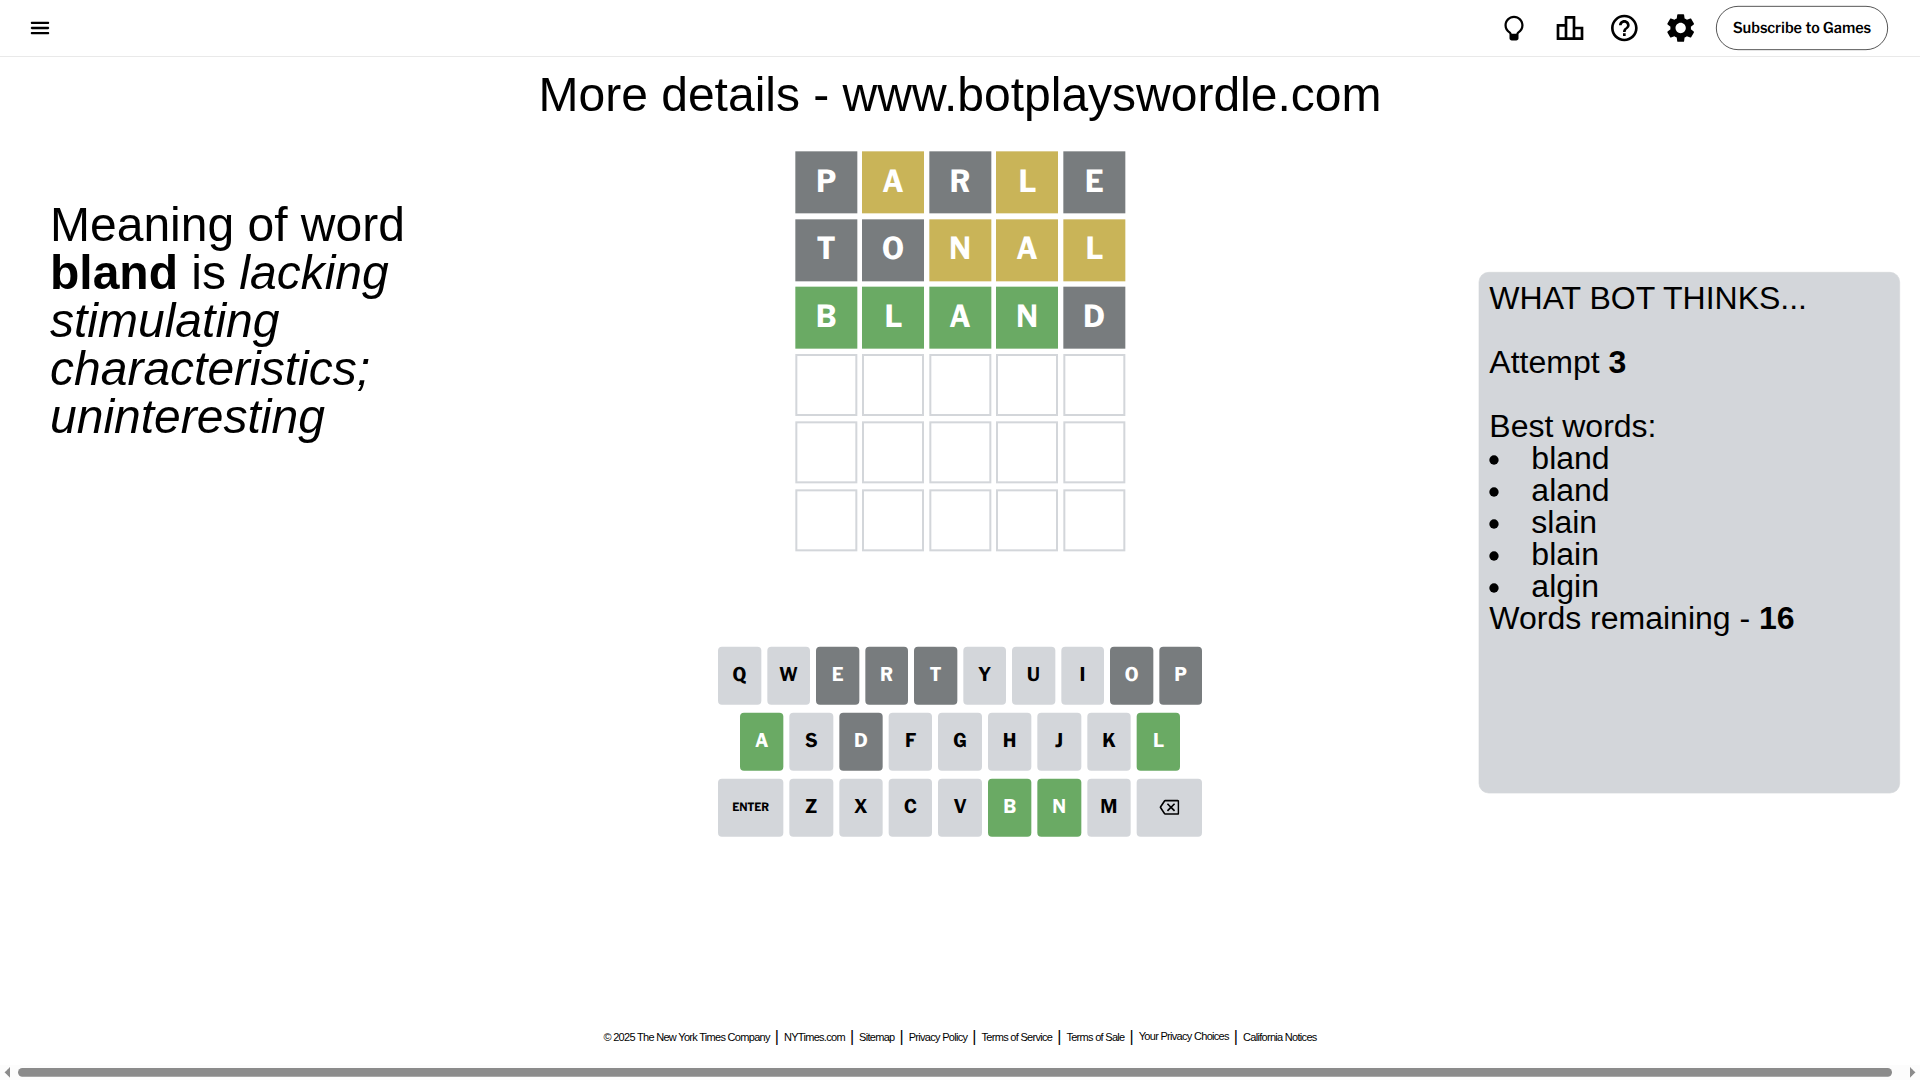 Subscribe to Games
More details - www.botplayswordle.com
Meaning of word
bland is lacking
stimulating
characteristics;
uninteresting
P A R L E
T O N A L
B L A N D
WHAT BOT THINKS...
Attempt 3
Best words:
• bland
• aland
• slain
• blain
• algin
Words remaining - 16
Q W E R T Y U I O P
A S D F G H J K L
ENTER Z X C V B N M
© 2025 The New York Times Company | NYTimes.com | Sitemap | Privacy Policy | Terms of Service | Terms of Sale | Your Privacy Choices | California Notices